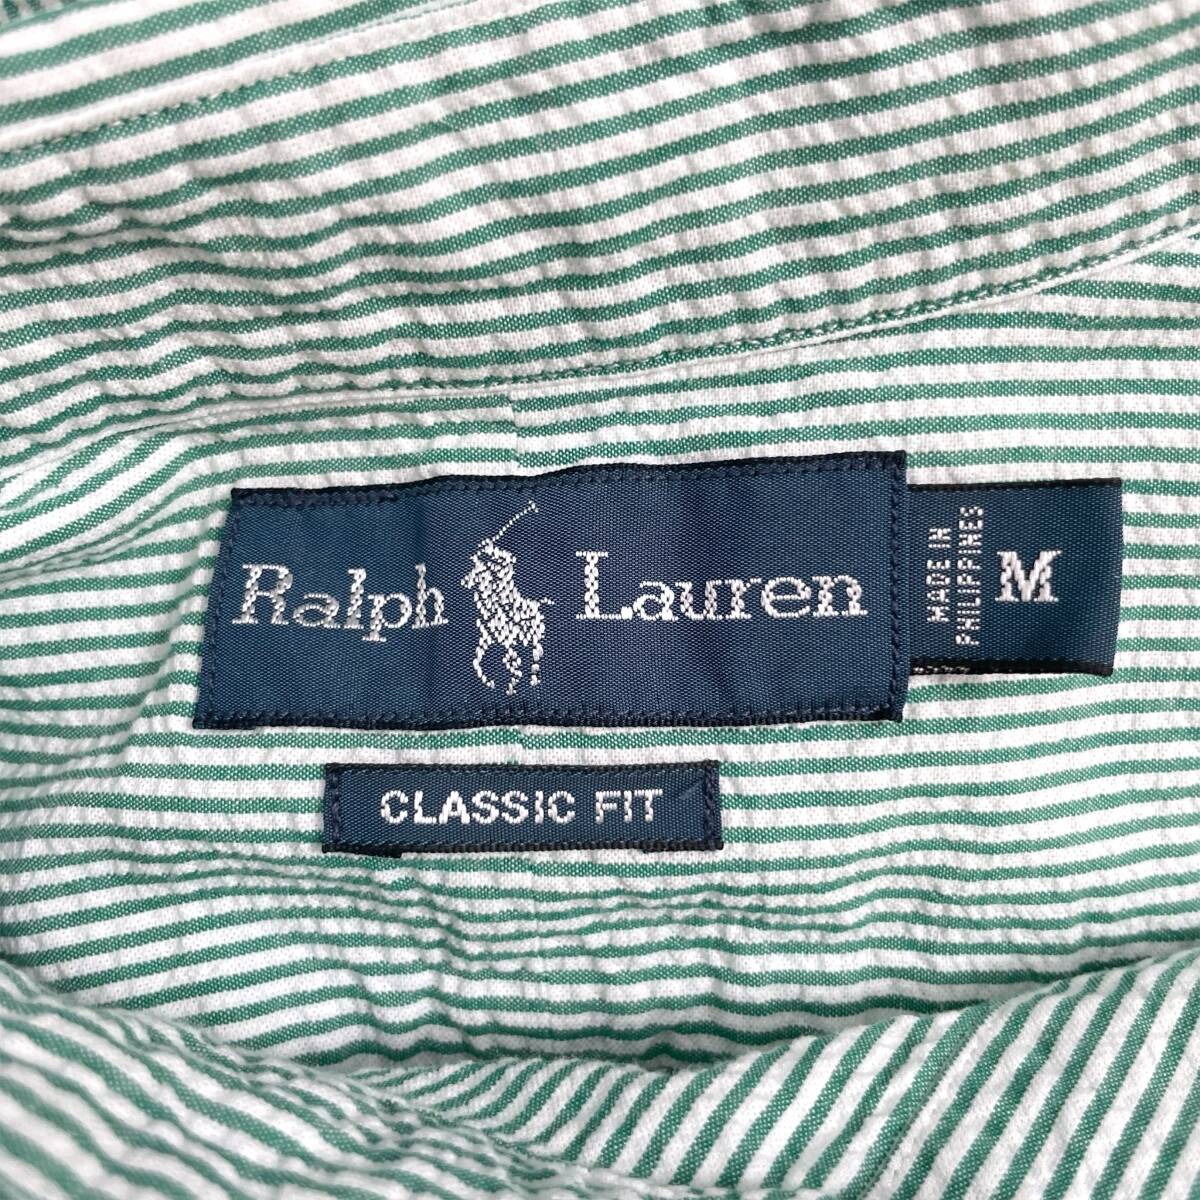 Ralph Lauren
MADE IN
PHILIPPINES
M
CLASSIC FIT